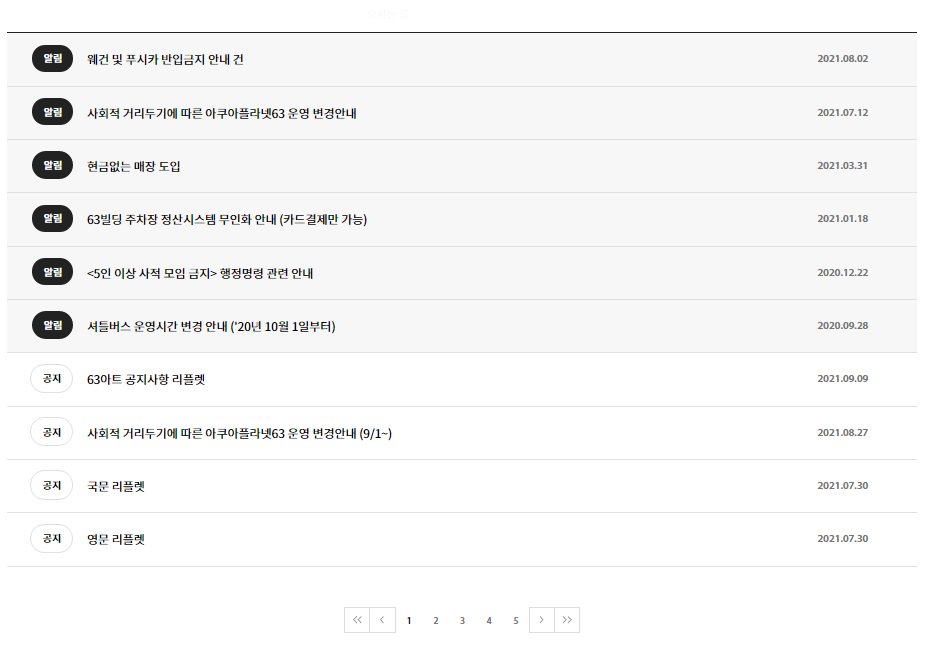 알림 웨건 및 푸시카 반입금지 안내 건 2021.08.02
알림 사회적 거리두기에 따른 아쿠아플라넷63 운영 변경안내 2021.07.12
알림 현금없는 매장 도입 2021.03.31
알림 63빌딩 주차장 정산시스템 무인화 안내 (카드결제만 가능) 2021.01.18
알림 <5인 이상 사적 모임 금지> 행정명령 관련 안내 2020.12.22
알림 셔틀버스 운영시간 변경 안내 ('20년 10월 1일부터) 2020.09.28
공지 63아트 공지사항 리플렛 2021.09.09
공지 사회적 거리두기에 따른 아쿠아플라넷63 운영 변경안내 (9/1~) 2021.08.27
공지 국문 리플렛 2021.07.30
공지 영문 리플렛 2021.07.30
<< < 1 2 3 4 5 > >>